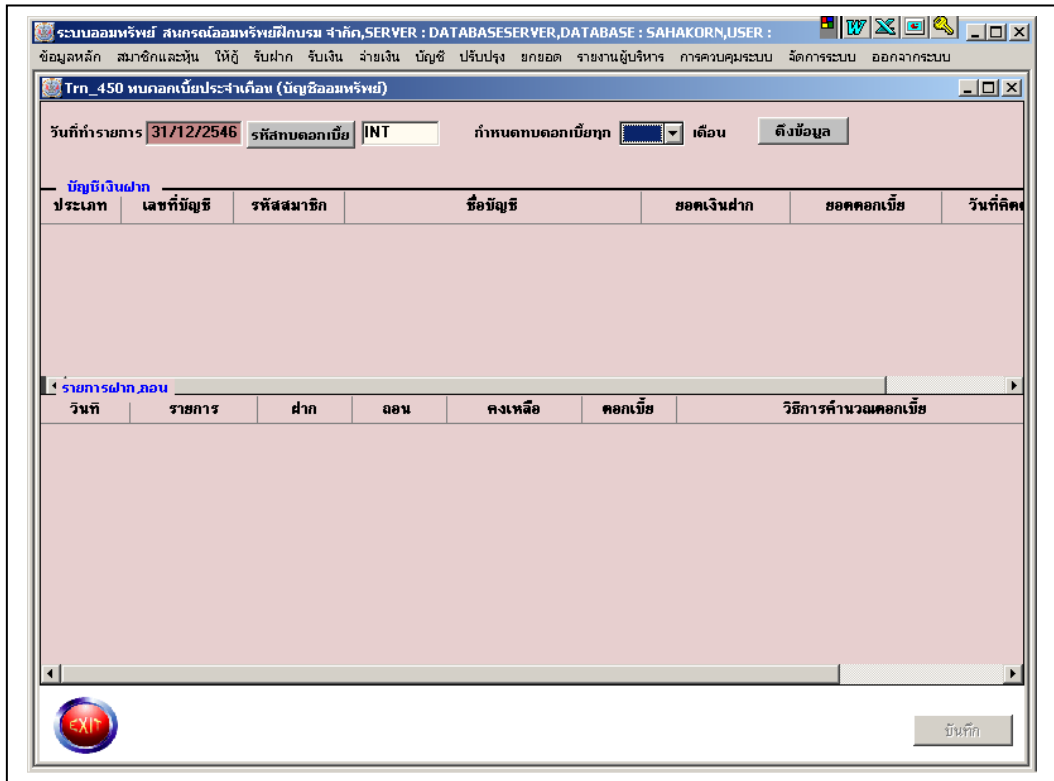 ระบบออมทรัพย์ สหกรณ์ออมทรัพย์ฝึกบรม จำกัด,SERVER : DATABASESERVER,DATABASE : SAHAKORN,USER :
ข้อมูลหลัก สมาชิกและหุ้น ให้กู้ รับฝาก รับเงิน จ่ายเงิน บัญชี ปรับปรุง ยกยอด รายงานผู้บริหาร การควบคุมระบบ จัดการระบบ ออกจากระบบ
Trn_450 ทบดอกเบี้ยประจำเดือน (บัญชีออมทรัพย์)
วันที่ทำรายการ 31/12/2546 รหัสทบดอกเบี้ย INT กำหนดทบดอกเบี้ยทุก เดือน ดึงข้อมูล
บัญชีเงินฝาก
ประเภท เลขที่บัญชี รหัสสมาชิก ชื่อบัญชี ยอดเงินฝาก ยอดดอกเบี้ย วันที่คิด
รายการฝาก,ถอน
วันที่ รายการ ฝาก ถอน คงเหลือ ดอกเบี้ย วิธีการคำนวณดอกเบี้ย
EXIT
บันทึก